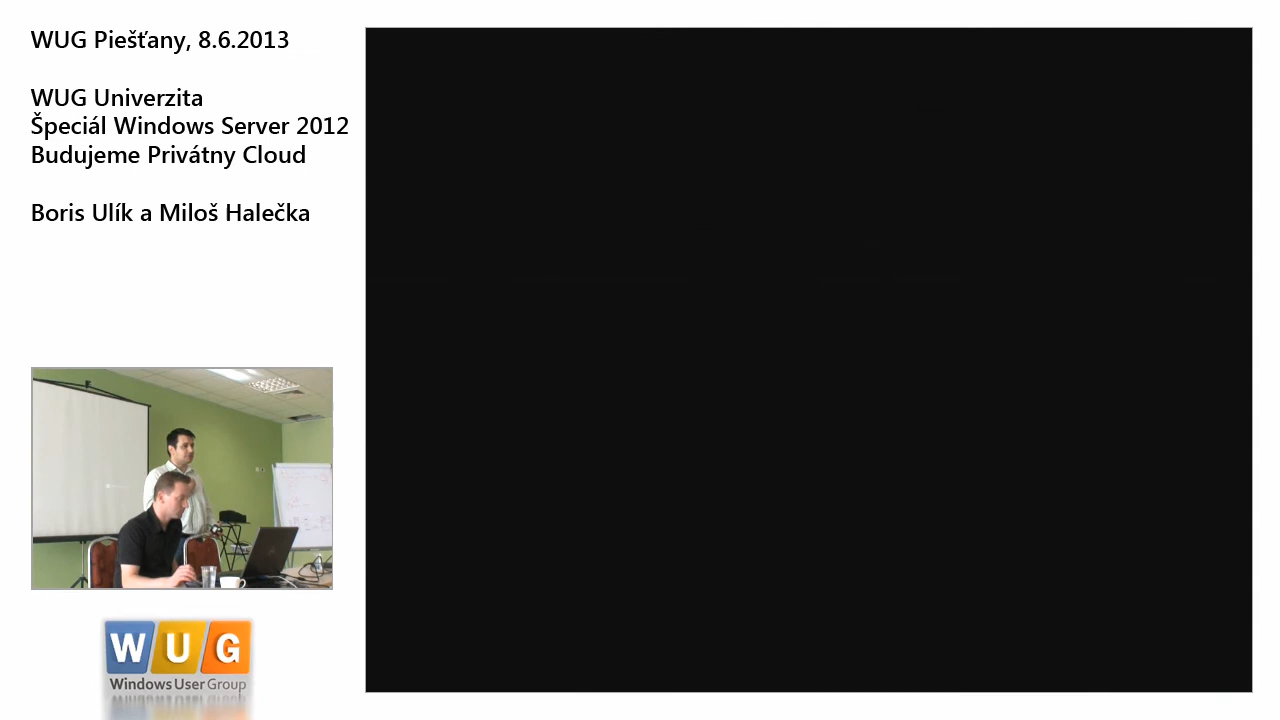 WUG Piešťany, 8.6.2013
WUG Univerzita
Špeciál Windows Server 2012
Budujeme Privátny Cloud
Boris Ulík a Miloš Halečka
WUG
Windows User Group